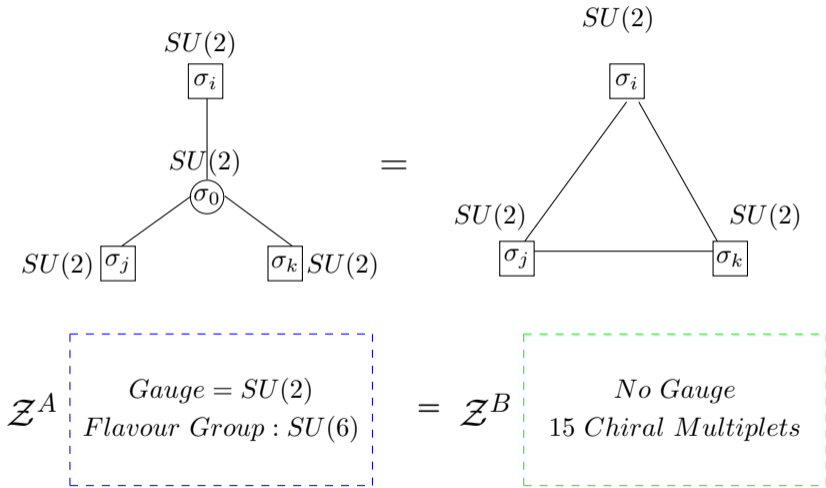 SU(2)
σ_i
SU(2)
σ_0
SU(2) σ_j
σ_k SU(2)
=
SU(2)
σ_i
SU(2)
σ_j
SU(2)
σ_k
𝒵^A
Gauge = SU(2)
Flavour Group : SU(6)
= 𝒵^B
No Gauge
15 Chiral Multiplets